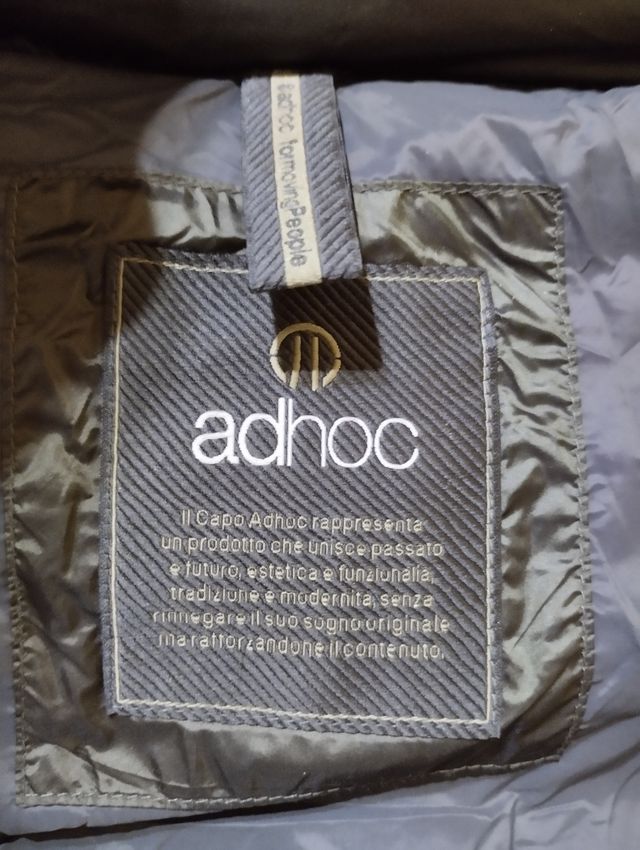 adhoc formovingPeople
adhoc
Il Capo Adhoc rappresenta
un prodotto che unisce passato
e futuro, estetica e funzionalià,
tradizione e modernità, senza
rinnegare il suo sogno originale
ma rafforzandone il contenuto.